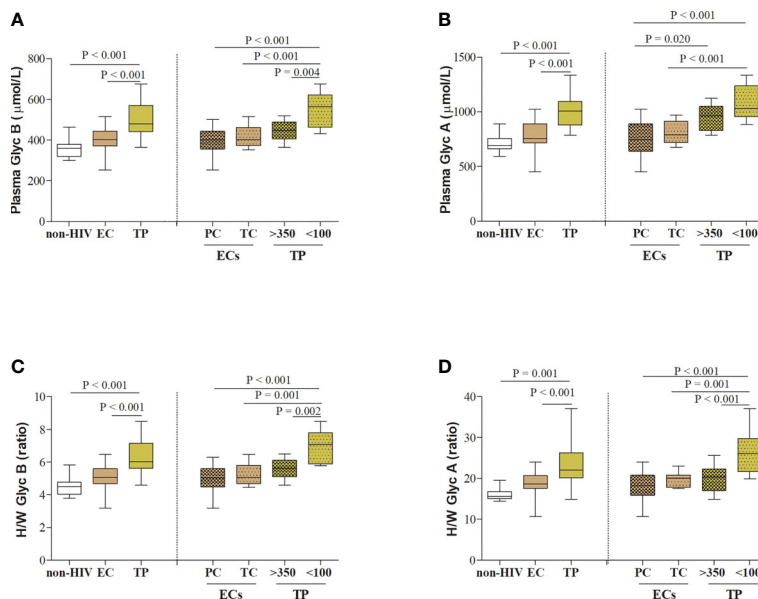 A
P < 0.001
P < 0.001
P < 0.001
P < 0.001
P = 0.004
Plasma Glyc B (μmol/L)
800
600
400
200
0
non-HIV EC TP PC TC >350 <100
ECs TP
B
P < 0.001
P < 0.001
P < 0.001
P = 0.020
P < 0.001
Plasma Glyc A (μmol/L)
1500
1000
500
0
non-HIV EC TP PC TC >350 <100
ECs TP
C
P < 0.001
P < 0.001
P < 0.001
P = 0.001
P = 0.002
H/W Glyc B (ratio)
10
8
6
4
2
0
non-HIV EC TP PC TC >350 <100
ECs TP
D
P = 0.001
P < 0.001
P < 0.001
P = 0.001
P < 0.001
H/W Glyc A (ratio)
40
30
20
10
0
non-HIV EC TP PC TC >350 <100
ECs TP